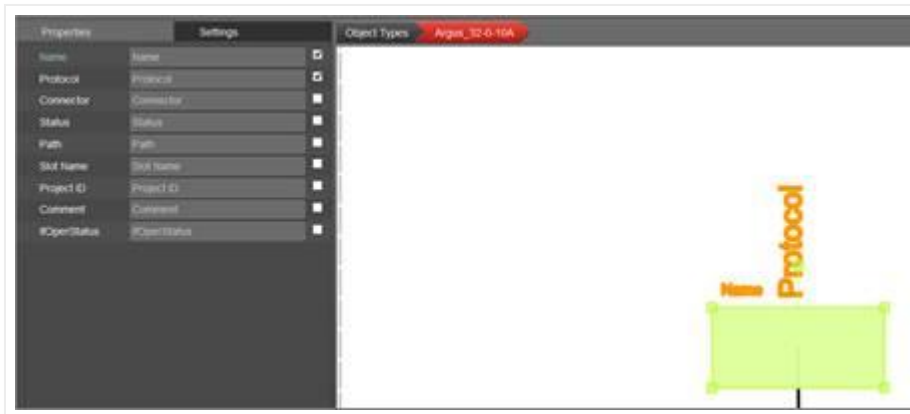 Properties Settings Object Types Argus_32-0-10A
Name Name
Protocol Protocol
Connector Connector
Status Status
Path Path
Slot Name Slot Name
Project ID Project ID
Comment Comment
IfOperStatus IfOperStatus
Protocol
Name